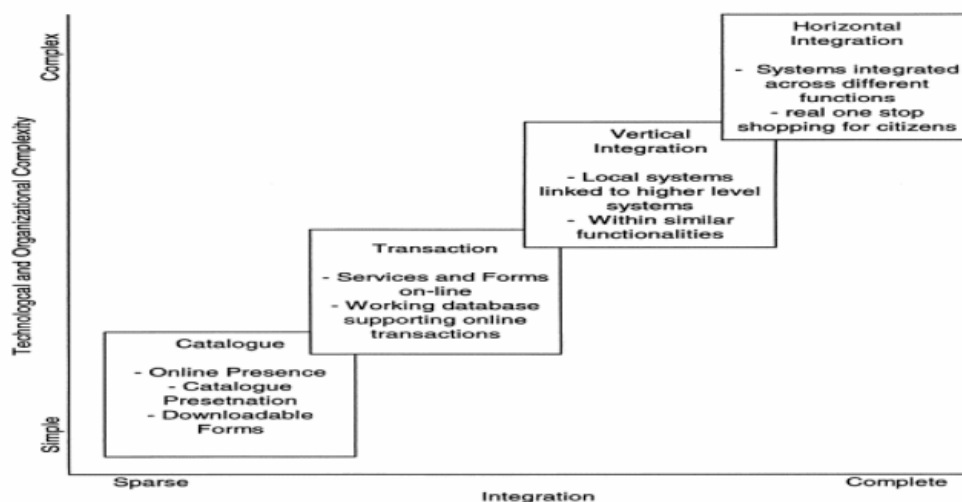 Complex
Technologcal and Organizational Complexity
Simple
Horizontal
Integration
- Systems integrated
across different
functions
- real one stop
shopping for citizens
Vertical
Integration
- Local systems
linked to higher level
systems
- Within similar
functionalities
Transaction
- Services and Forms
on-line
- Working database
supporting online
transactions
Catalogue
- Online Presence
- Catalogue
Presetnation
- Downloadable
Forms
Sparse
Integration
Complete